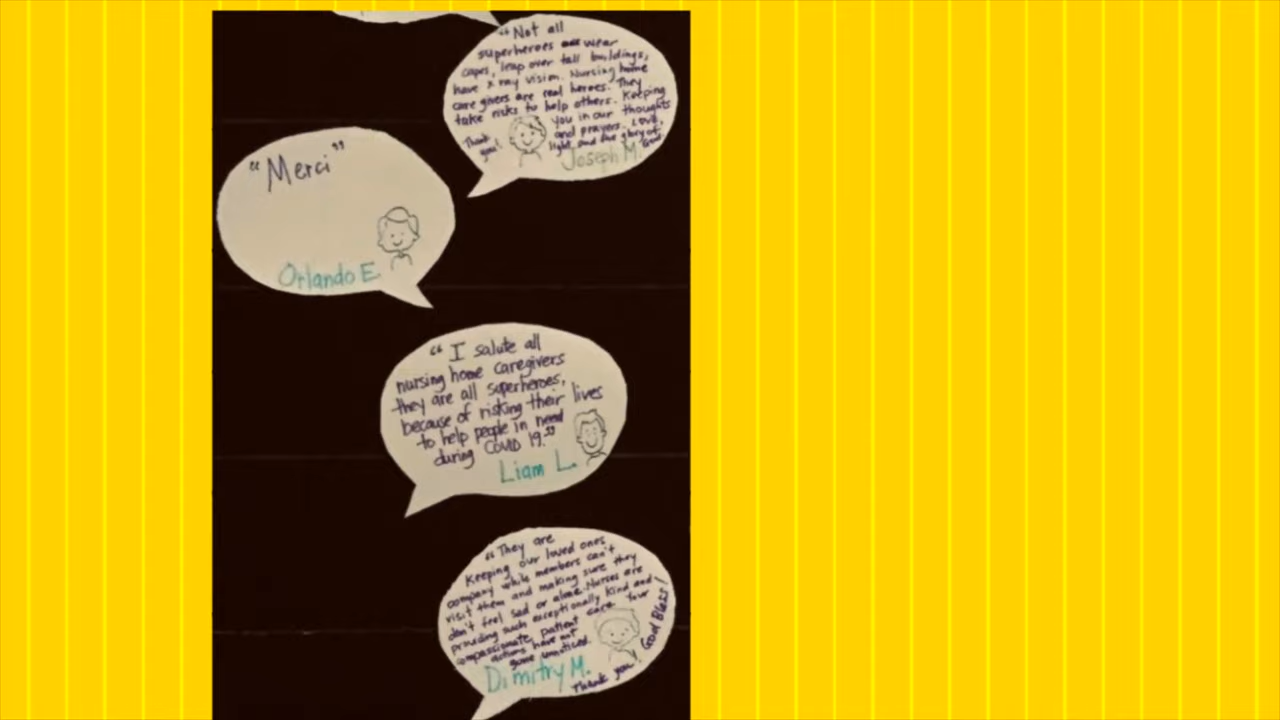 “Not all
superheroes wear
capes, leap over tall buildings,
have x ray vision. Nursing home
care givers are real heroes. They
take risks to help others. Keeping
you in our thoughts
and prayers. Love,
light and the glory of
God.
Thank
you!
Joseph M.
“Merci”
Orlando E.
“I salute all
nursing home caregivers
they are all superheroes,
because of risking their lives
to help people in need
during COVID 19.”
Liam L.
“They are
Keeping our loved ones
company while members can't
visit them and making sure they
don't feel sad or alone. Nurses are
providing such exceptionally kind and
compassionate, patient care Your
actions have not
gone unnoticed.
Thank you! God Bless!
Dimitry M.